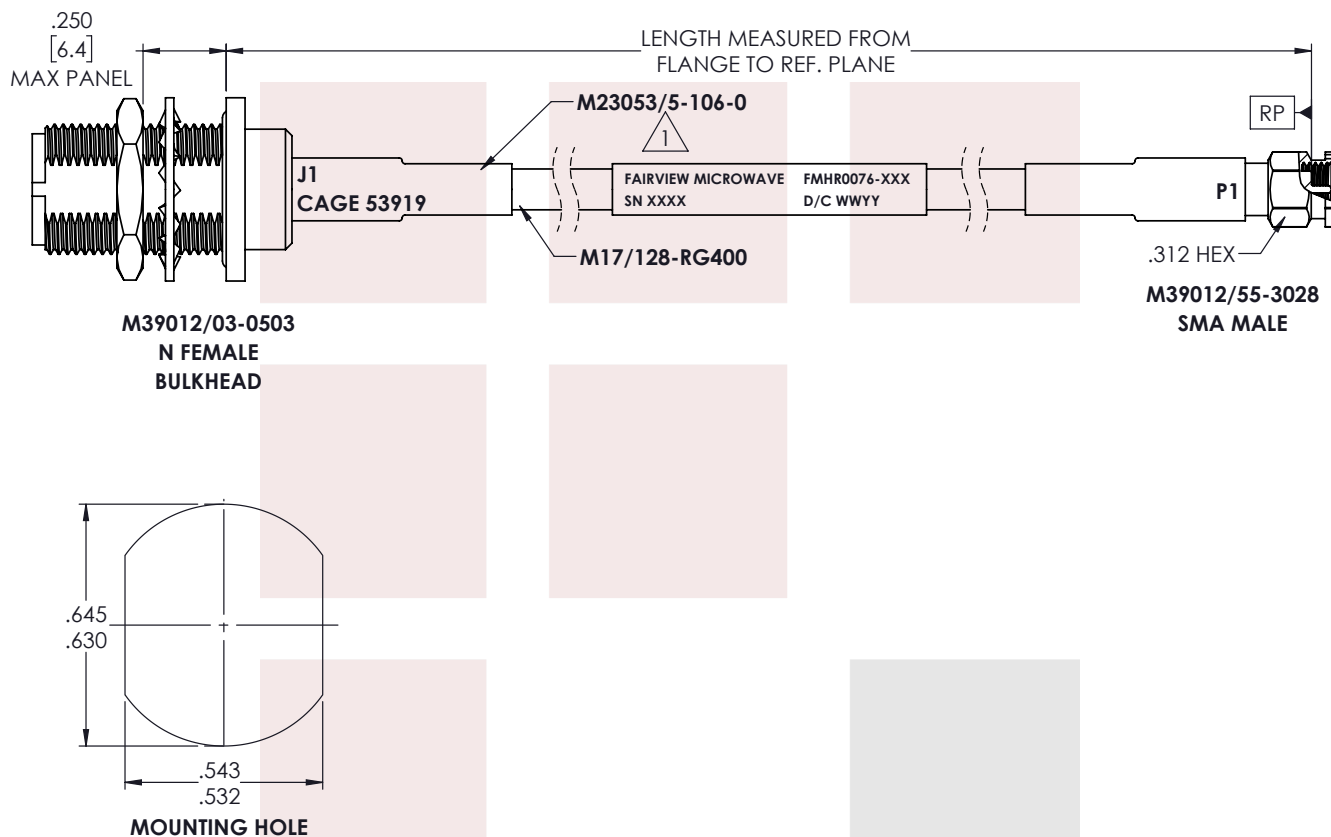 .250
[6.4]
MAX PANEL
LENGTH MEASURED FROM
FLANGE TO REF. PLANE
M23053/5-106-0
1
RP
J1
CAGE 53919
FAIRVIEW MICROWAVE FMHR0076-XXX
SN XXXX D/C WWYY
P1
M17/128-RG400
.312 HEX
M39012/03-0503
N FEMALE
BULKHEAD
M39012/55-3028
SMA MALE
.645
.630
.543
.532
MOUNTING HOLE